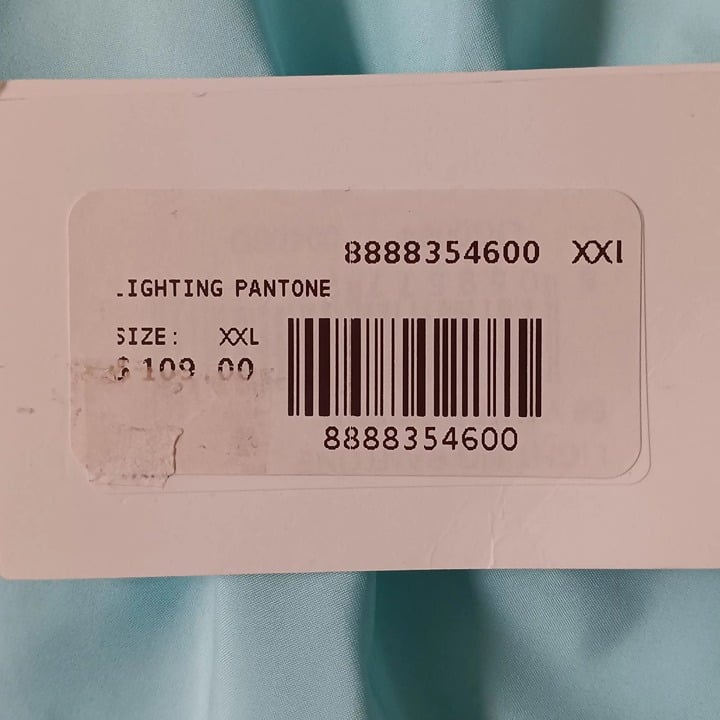 8888354600 XXL
LIGHTING PANTONE
SIZE: XXL
$109.00
8888354600